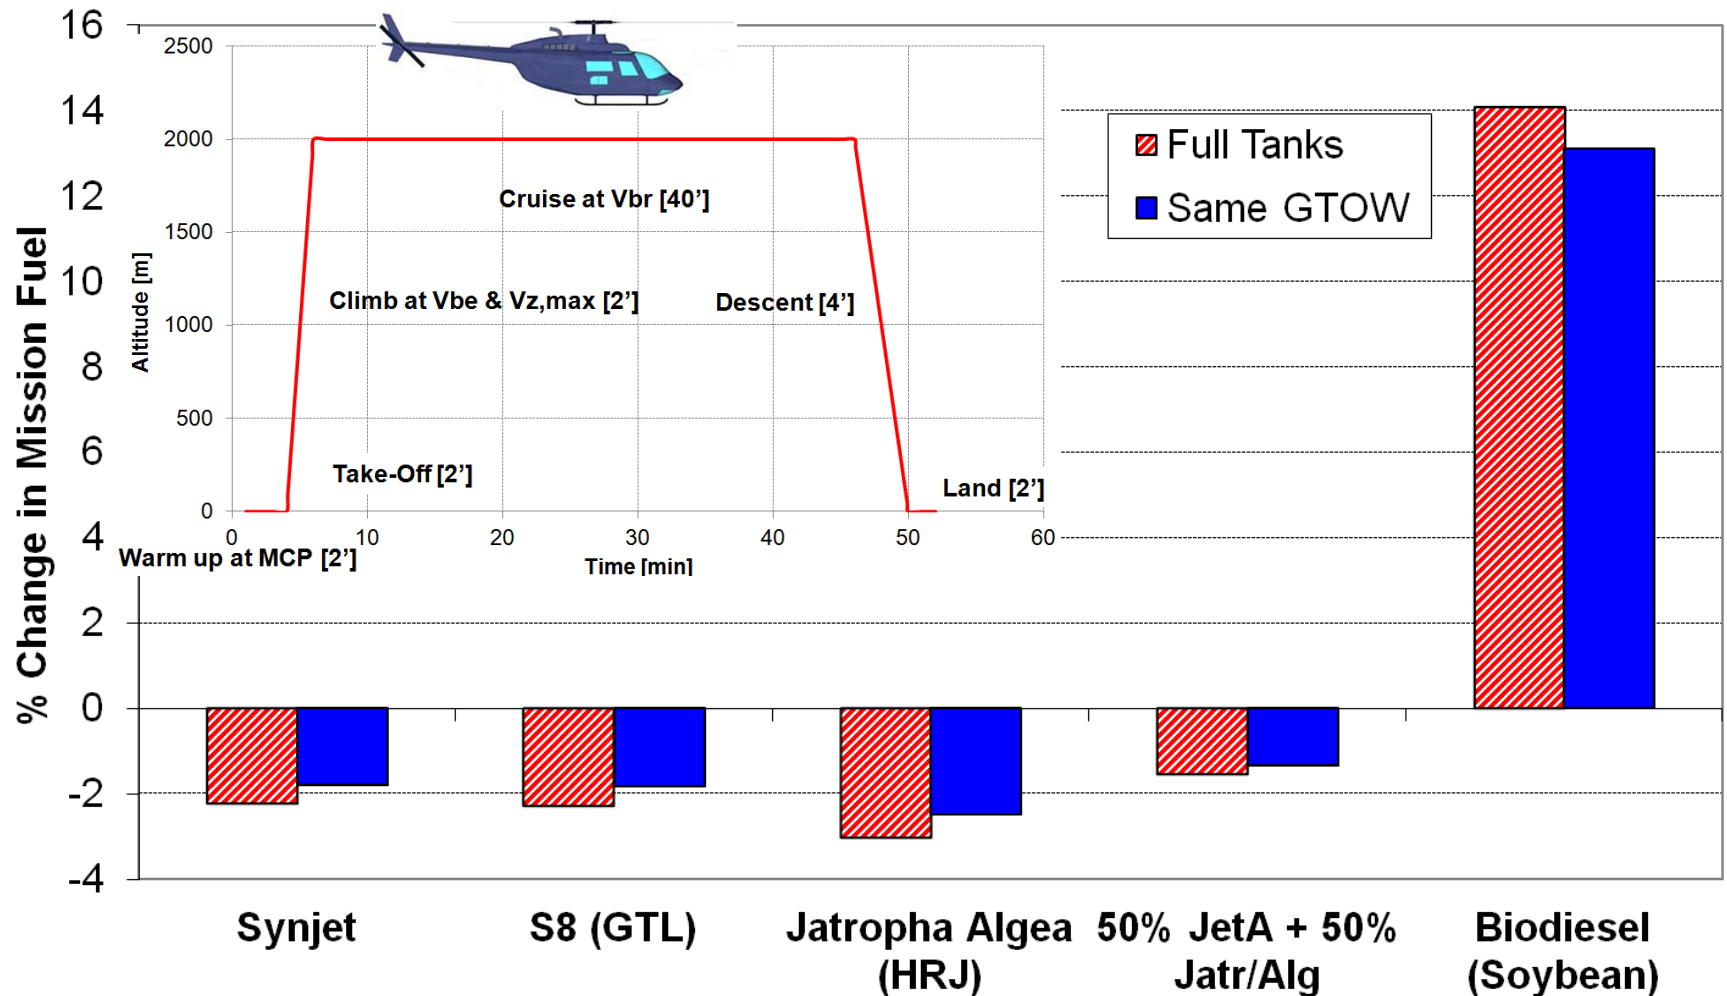 % Change in Mission Fuel
16
14
12
10
8
6
4
2
0
-2
-4
Altitude [m]
2500
2000
1500
1000
500
0
Cruise at Vbr [40’]
Climb at Vbe & Vz,max [2’]
Descent [4’]
Take-Off [2’]
Land [2’]
0 10 20 30 40 50 60
Warm up at MCP [2’]
Time [min]
Full Tanks
Same GTOW
Synjet
S8 (GTL)
Jatropha Algea
(HRJ)
50% JetA + 50%
Jatr/Alg
Biodiesel
(Soybean)